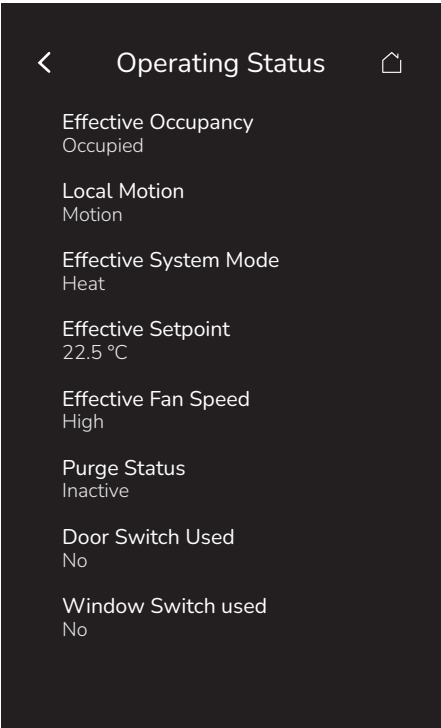 Operating Status
Effective Occupancy
Occupied
Local Motion
Motion
Effective System Mode
Heat
Effective Setpoint
22.5 °C
Effective Fan Speed
High
Purge Status
Inactive
Door Switch Used
No
Window Switch used
No